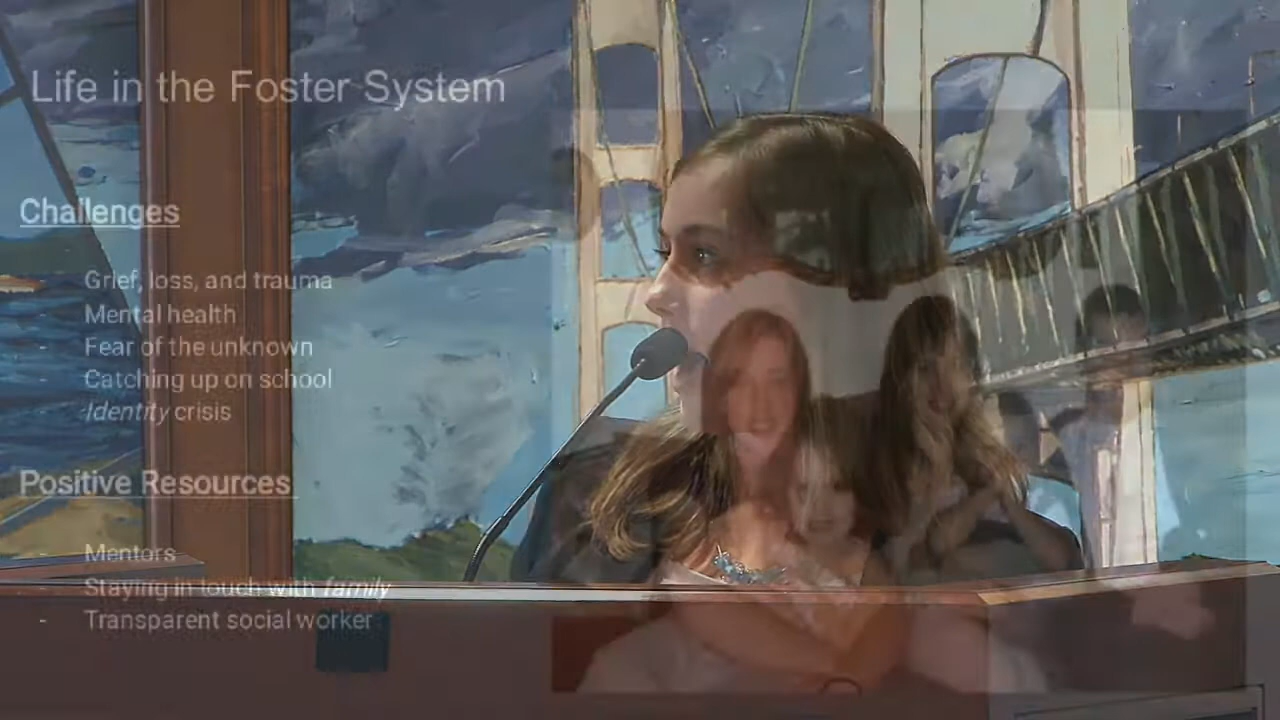 Life in the Foster System
Challenges
Grief, loss, and trauma
Mental health
- Fear of the unknown
Catching up on school
Identity crisis
Positive Resources
Mentors
Staying in touch with family
- Transparent social worker